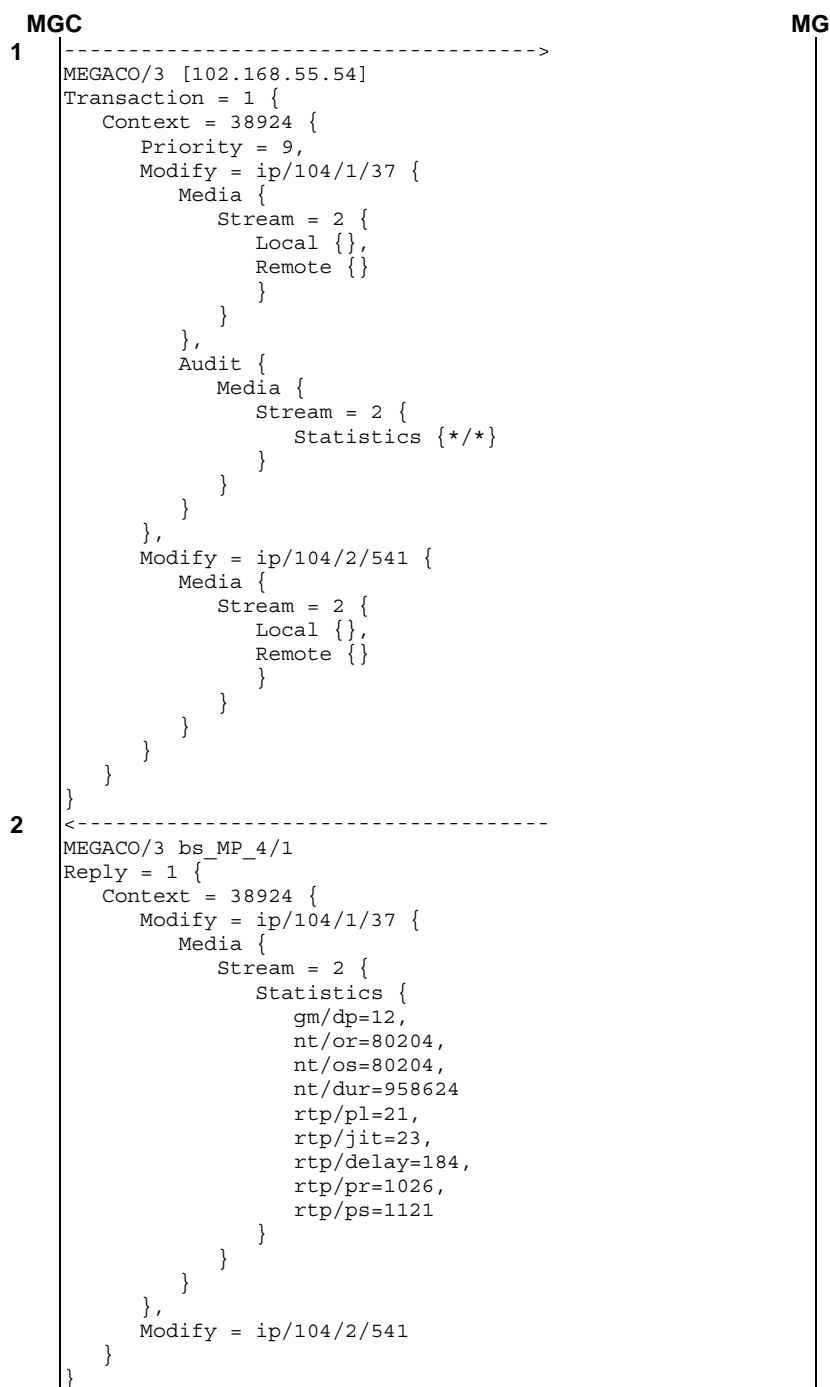 MGC MG
1 ------------------------------------->
MEGACO/3 [102.168.55.54]
Transaction = 1 {
Context = 38924 {
Priority = 9,
Modify = ip/104/1/37 {
Media {
Stream = 2 {
Local {},
Remote {}
}
}
},
Audit {
Media {
Stream = 2 {
Statistics {*/*}
}
}
}
},
Modify = ip/104/2/541 {
Media {
Stream = 2 {
Local {},
Remote {}
}
}
}
}
}
}
2 <-------------------------------------
MEGACO/3 bs_MP_4/1
Reply = 1 {
Context = 38924 {
Modify = ip/104/1/37 {
Media {
Stream = 2 {
Statistics {
gm/dp=12,
nt/or=80204,
nt/os=80204,
nt/dur=958624
rtp/pl=21,
rtp/jit=23,
rtp/delay=184,
rtp/pr=1026,
rtp/ps=1121
}
}
}
},
Modify = ip/104/2/541
}
}